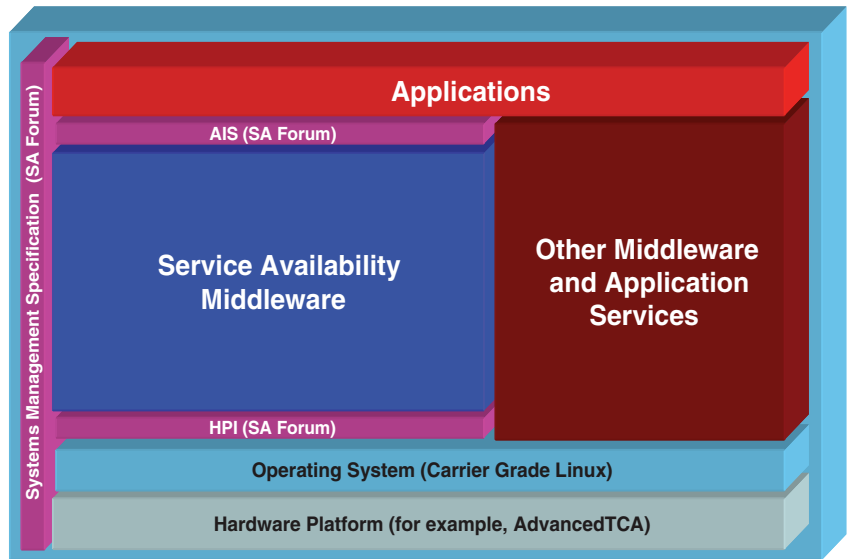 Systems Management Specification (SA Forum)
Applications
AIS (SA Forum)
Service Availability
Middleware
Other Middleware
and Application
Services
HPI (SA Forum)
Operating System (Carrier Grade Linux)
Hardware Platform (for example, AdvancedTCA)